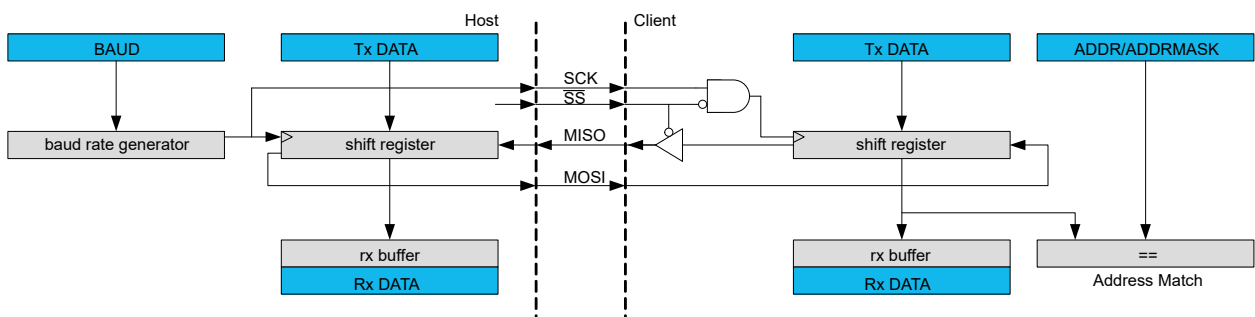 Host
Client
BAUD
Tx DATA
Tx DATA
ADDR/ADDRMASK
SCK
SS
baud rate generator
shift register
MISO
shift register
MOSI
rx buffer
rx buffer
==
Rx DATA
Rx DATA
Address Match